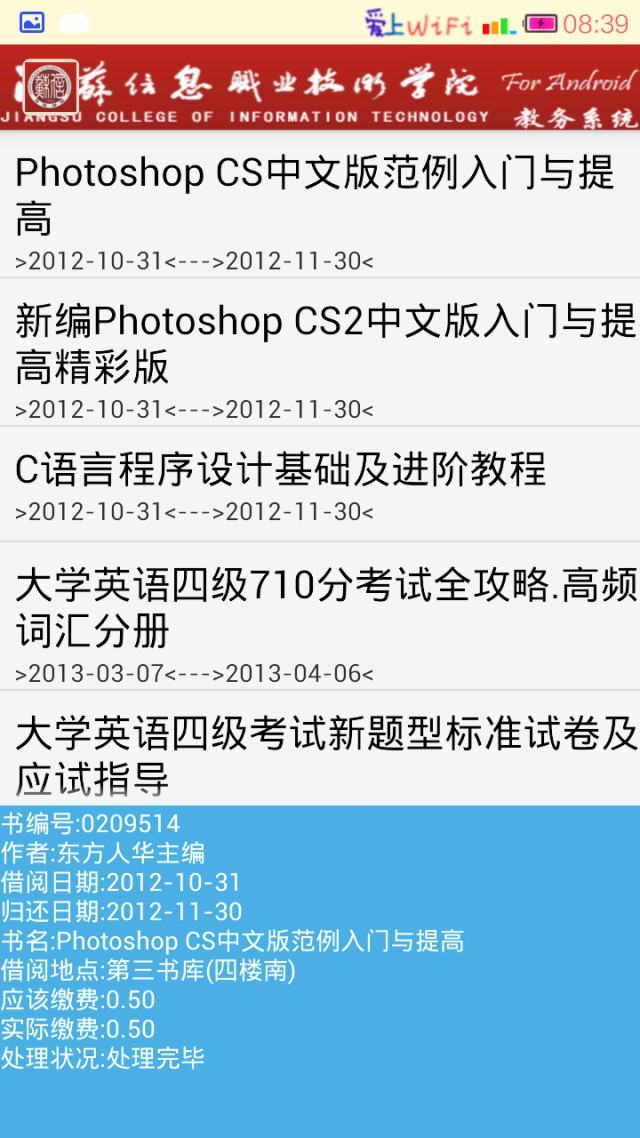 爱上WiFi 08:39
苏信息职业技术学院 For Android
JIANGSU COLLEGE OF INFORMATION TECHNOLOGY 教务系统
Photoshop CS中文版范例入门与提
高
>2012-10-31<--->2012-11-30<
新编Photoshop CS2中文版入门与提
高精彩版
>2012-10-31<--->2012-11-30<
C语言程序设计基础及进阶教程
>2012-10-31<--->2012-11-30<
大学英语四级710分考试全攻略.高频
词汇分册
>2013-03-07<--->2013-04-06<
大学英语四级考试新题型标准试卷及
应试指导
书编号:0209514
作者:东方人华主编
借阅日期:2012-10-31
归还日期:2012-11-30
书名:Photoshop CS中文版范例入门与提高
借阅地点:第三书库(四楼南)
应该缴费:0.50
实际缴费:0.50
处理状况:处理完毕